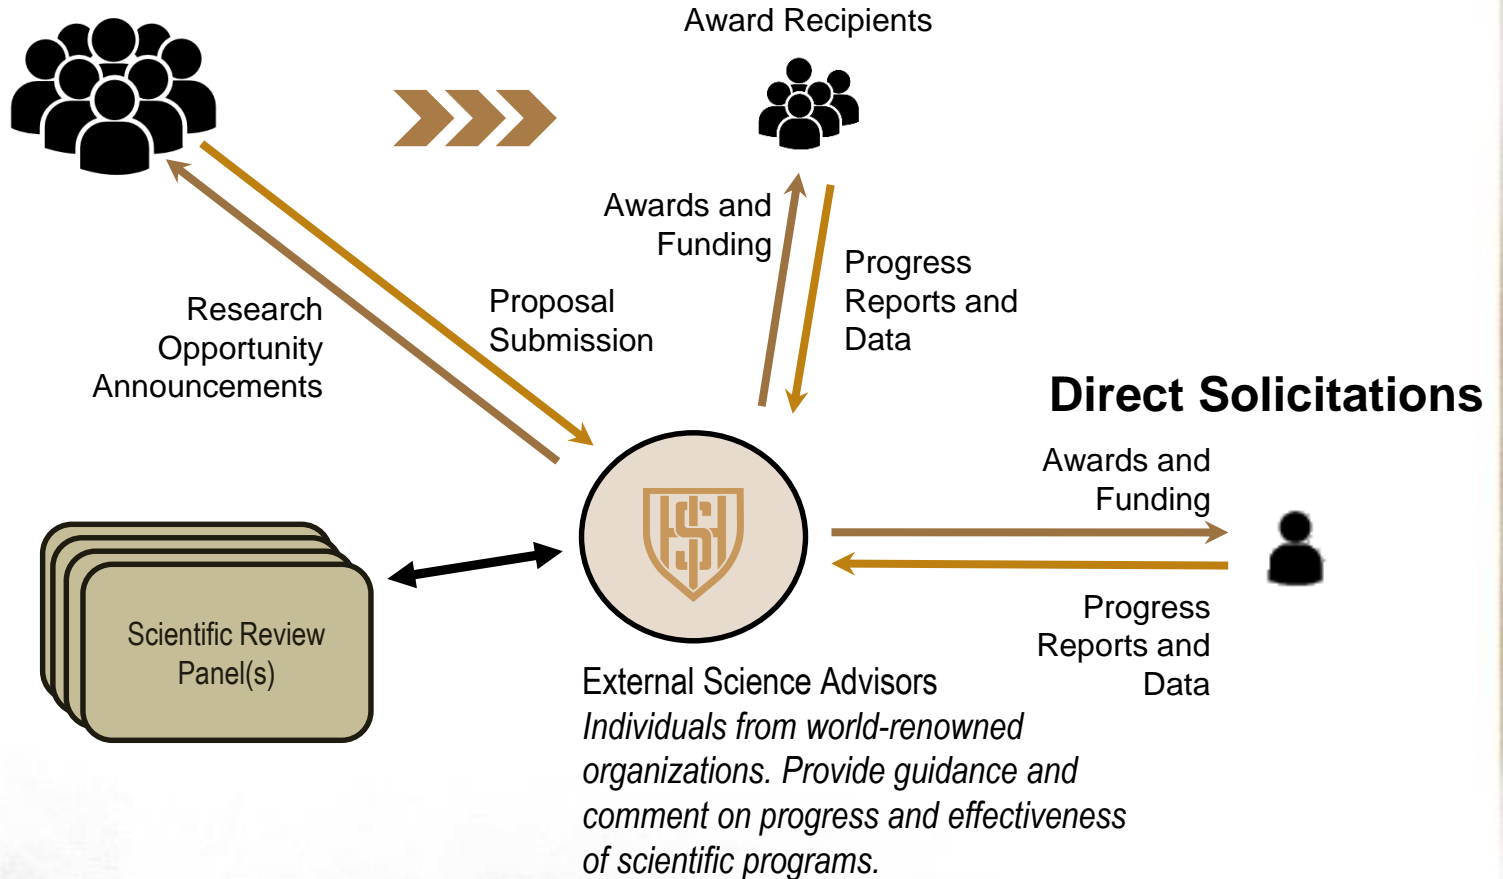 Award Recipients
Awards and
Funding
Progress
Reports and
Data
Research
Opportunity
Announcements
Proposal
Submission
Direct Solicitations
Awards and
Funding
Progress
Reports and
Data
Scientific Review
Panel(s)
External Science Advisors
Individuals from world-renowned
organizations. Provide guidance and
comment on progress and effectiveness
of scientific programs.